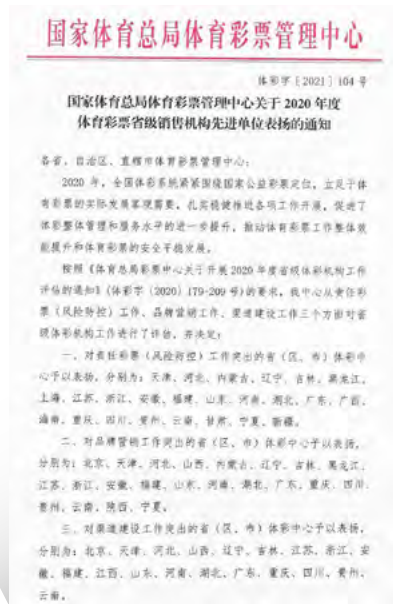 国家体育总局体育彩票管理中心
体彩字〔2021〕104 号
国家体育总局体育彩票管理中心关于 2020 年度
体育彩票省级销售机构先进单位表扬的通知
各省、自治区、直辖市体育彩票管理中心：
2020 年，全国体彩系统紧紧围绕国家公益彩票定位，立足于体
育彩票的实际发展客观需要，扎实稳健推进各项工作开展，促进了
体彩整体管理和服务水平的进一步提升，推动体育彩票工作整体效
能提升和体育彩票的安全平稳发展。
按照《体育总局彩票中心关于开展 2020 年度省级体彩机构工作
评估的通知》（体彩字〔2020〕179-209 号）的要求，我中心从责任彩
票（风险防控）工作、品牌营销工作、渠道建设工作三个方面对省
级体彩机构工作进行了评估，并决定：
一、对责任彩票（风险防控）工作突出的省（区、市）体彩中
心予以表扬，分别为：天津、河北、内蒙古、辽宁、吉林、黑龙江、
上海、江苏、浙江、安徽、福建、山东、河南、湖北、广东、广西、
海南、重庆、四川、贵州、云南、甘肃、宁夏、新疆。
二、对品牌营销工作突出的省（区、市）体彩中心予以表扬，
分别为：北京、天津、河北、山西、内蒙古、辽宁、吉林、黑龙江、
江苏、浙江、安徽、福建、山东、河南、湖北、广东、重庆、四川、
贵州、云南、陕西、宁夏。
三、对渠道建设工作突出的省（区、市）体彩中心予以表扬，
分别为：北京、天津、河北、山西、辽宁、吉林、江苏、浙江、安
徽、福建、江西、山东、河南、湖北、广东、重庆、四川、贵州、
云南。